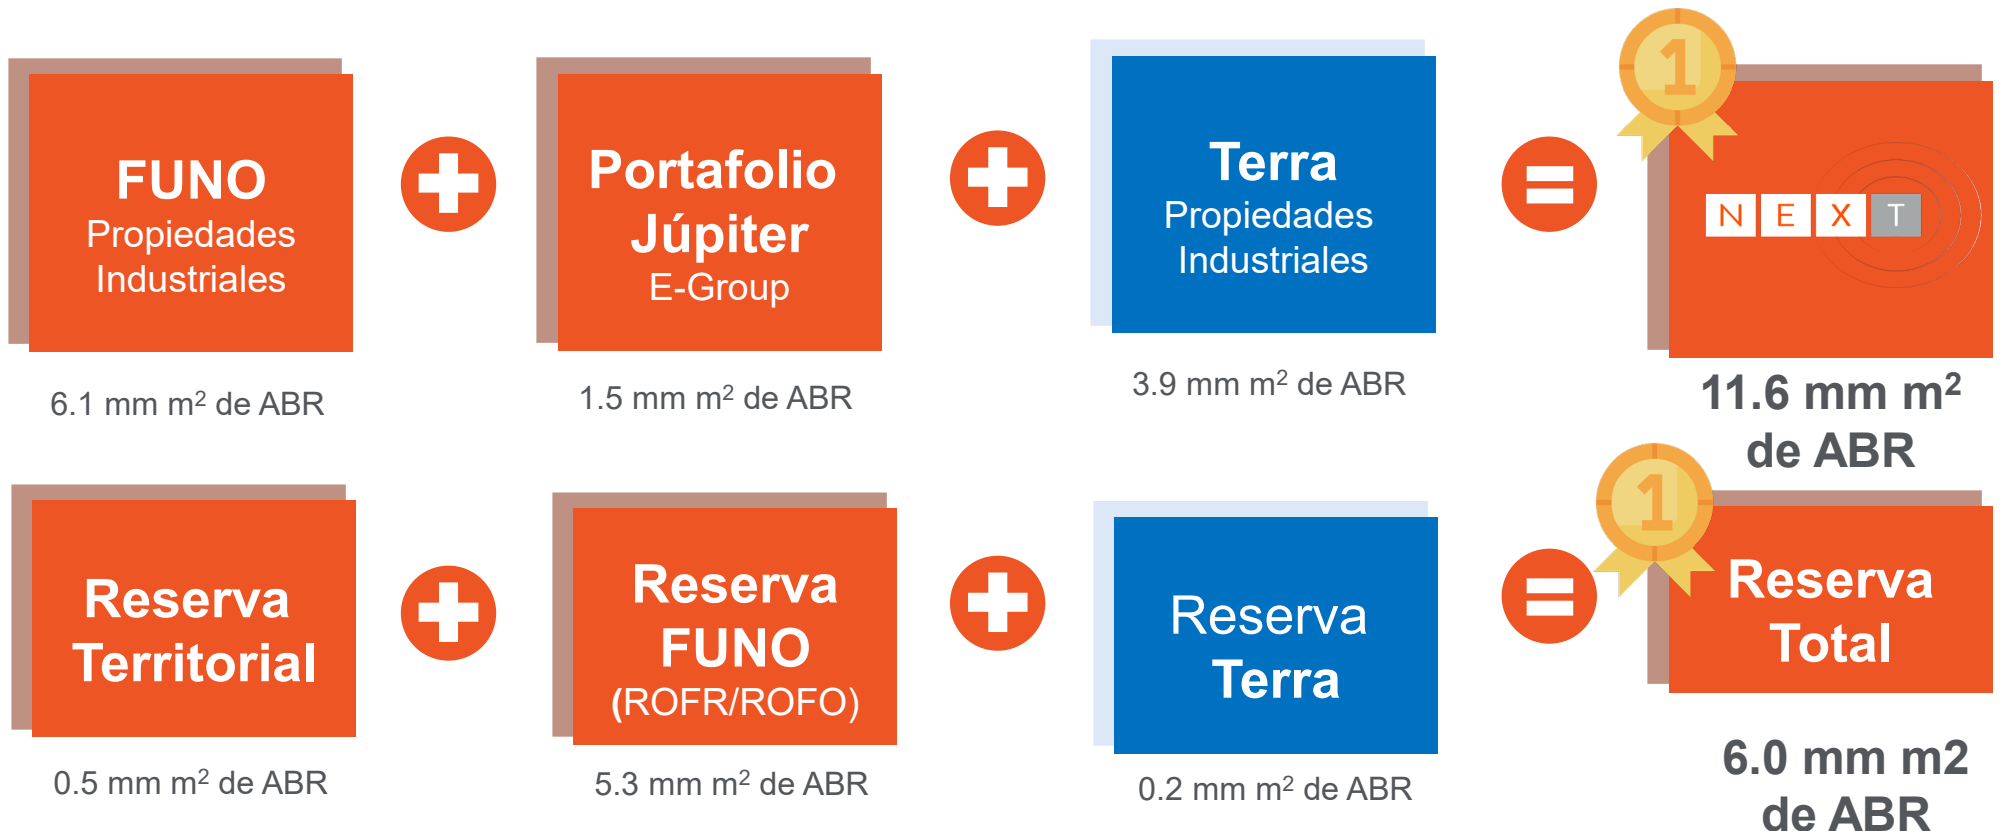 FUNO
Propiedades
Industriales
6.1 mm m² de ABR
Portafolio
Júpiter
E-Group
1.5 mm m² de ABR
Terra
Propiedades
Industriales
3.9 mm m² de ABR
1
NEXT
11.6 mm m²
de ABR
Reserva
Territorial
0.5 mm m² de ABR
Reserva
FUNO
(ROFR/ROFO)
5.3 mm m² de ABR
Reserva
Terra
0.2 mm m² de ABR
1
Reserva
Total
6.0 mm m2
de ABR